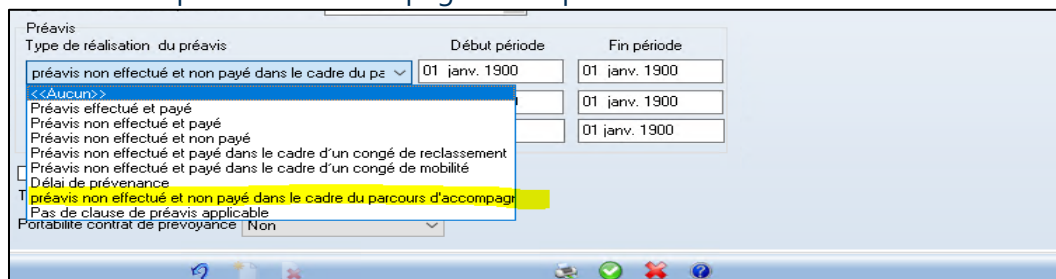 Préavis
Type de réalisation du préavis Début période Fin période
préavis non effectué et non payé dans le cadre du pa 01 janv. 1900 01 janv. 1900
<<Aucun>> 01 janv. 1900
Préavis effectué et payé
Préavis non effectué et payé 01 janv. 1900
Préavis non effectué et non payé
Préavis non effectué et payé dans le cadre d'un congé de reclassement
Préavis non effectué et payé dans le cadre d'un congé de mobilité
Délai de prévenance
préavis non effectué et non payé dans le cadre du parcours d'accompagn
Pas de clause de préavis applicable
Portabilité contrat de prévoyance Non